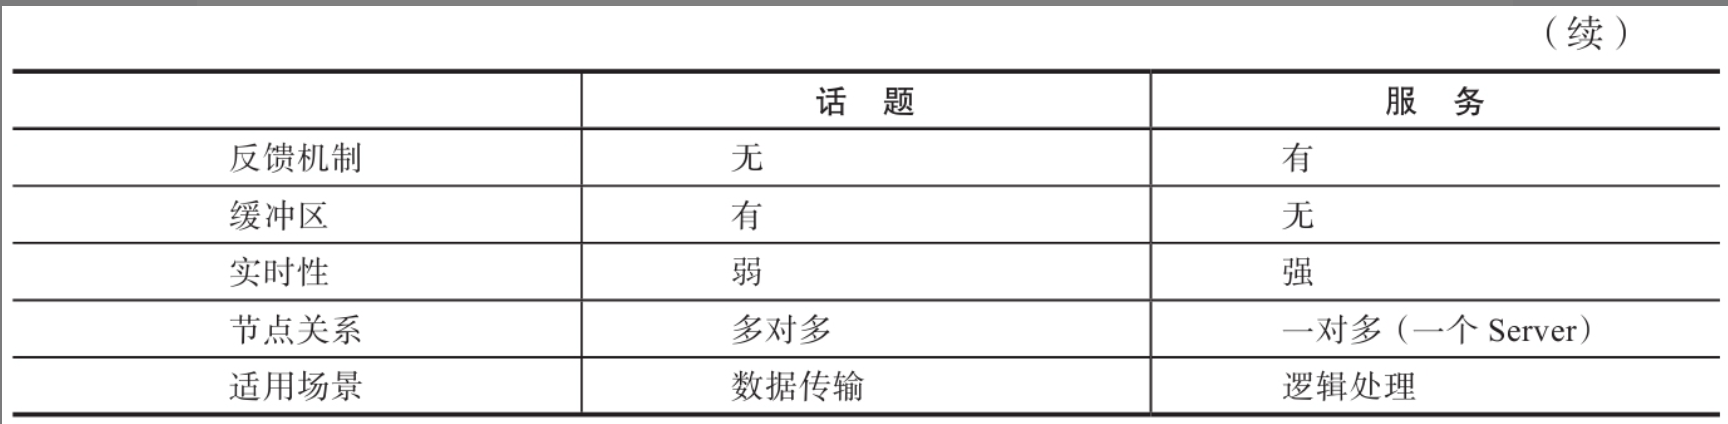 （续）
话 题 服 务
反馈机制 无 有
缓冲区 有 无
实时性 弱 强
节点关系 多对多 一对多（一个 Server）
适用场景 数据传输 逻辑处理